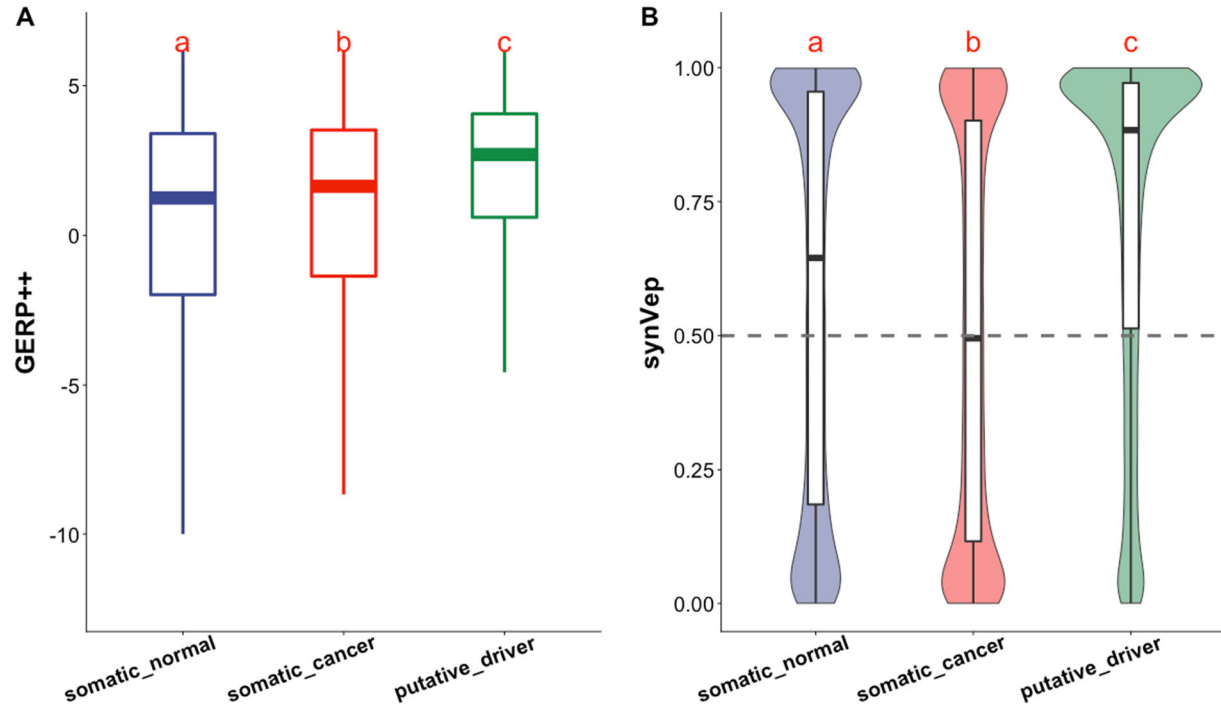 A
a
b
c
5
0
-5
-10
GERP++
somatic_normal
somatic_cancer
putative_driver
B
a
b
c
1.00
0.75
0.50
0.25
0.00
synVep
somatic_normal
somatic_cancer
putative_driver